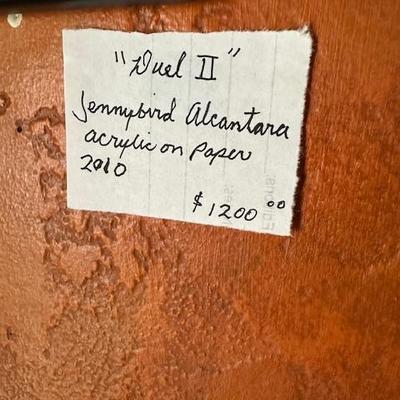 "Duel II"
Jennybird Alcantara
acrylic on paper
2010
$1200.00